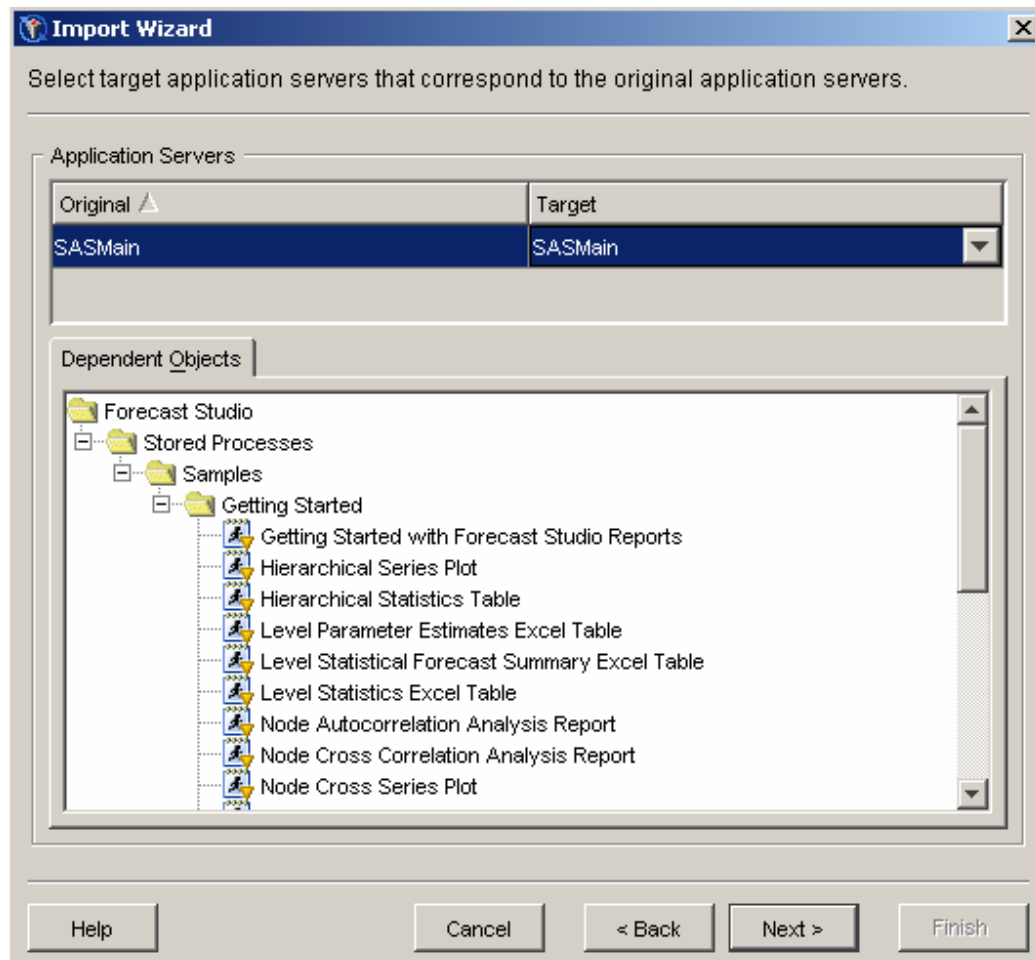 Import Wizard
Select target application servers that correspond to the original application servers.
Application Servers
Original Target
SASMain SASMain
Dependent Objects
Forecast Studio
Stored Processes
Samples
Getting Started
Getting Started with Forecast Studio Reports
Hierarchical Series Plot
Hierarchical Statistics Table
Level Parameter Estimates Excel Table
Level Statistical Forecast Summary Excel Table
Level Statistics Excel Table
Node Autocorrelation Analysis Report
Node Cross Correlation Analysis Report
Node Cross Series Plot
Help Cancel < Back Next > Finish